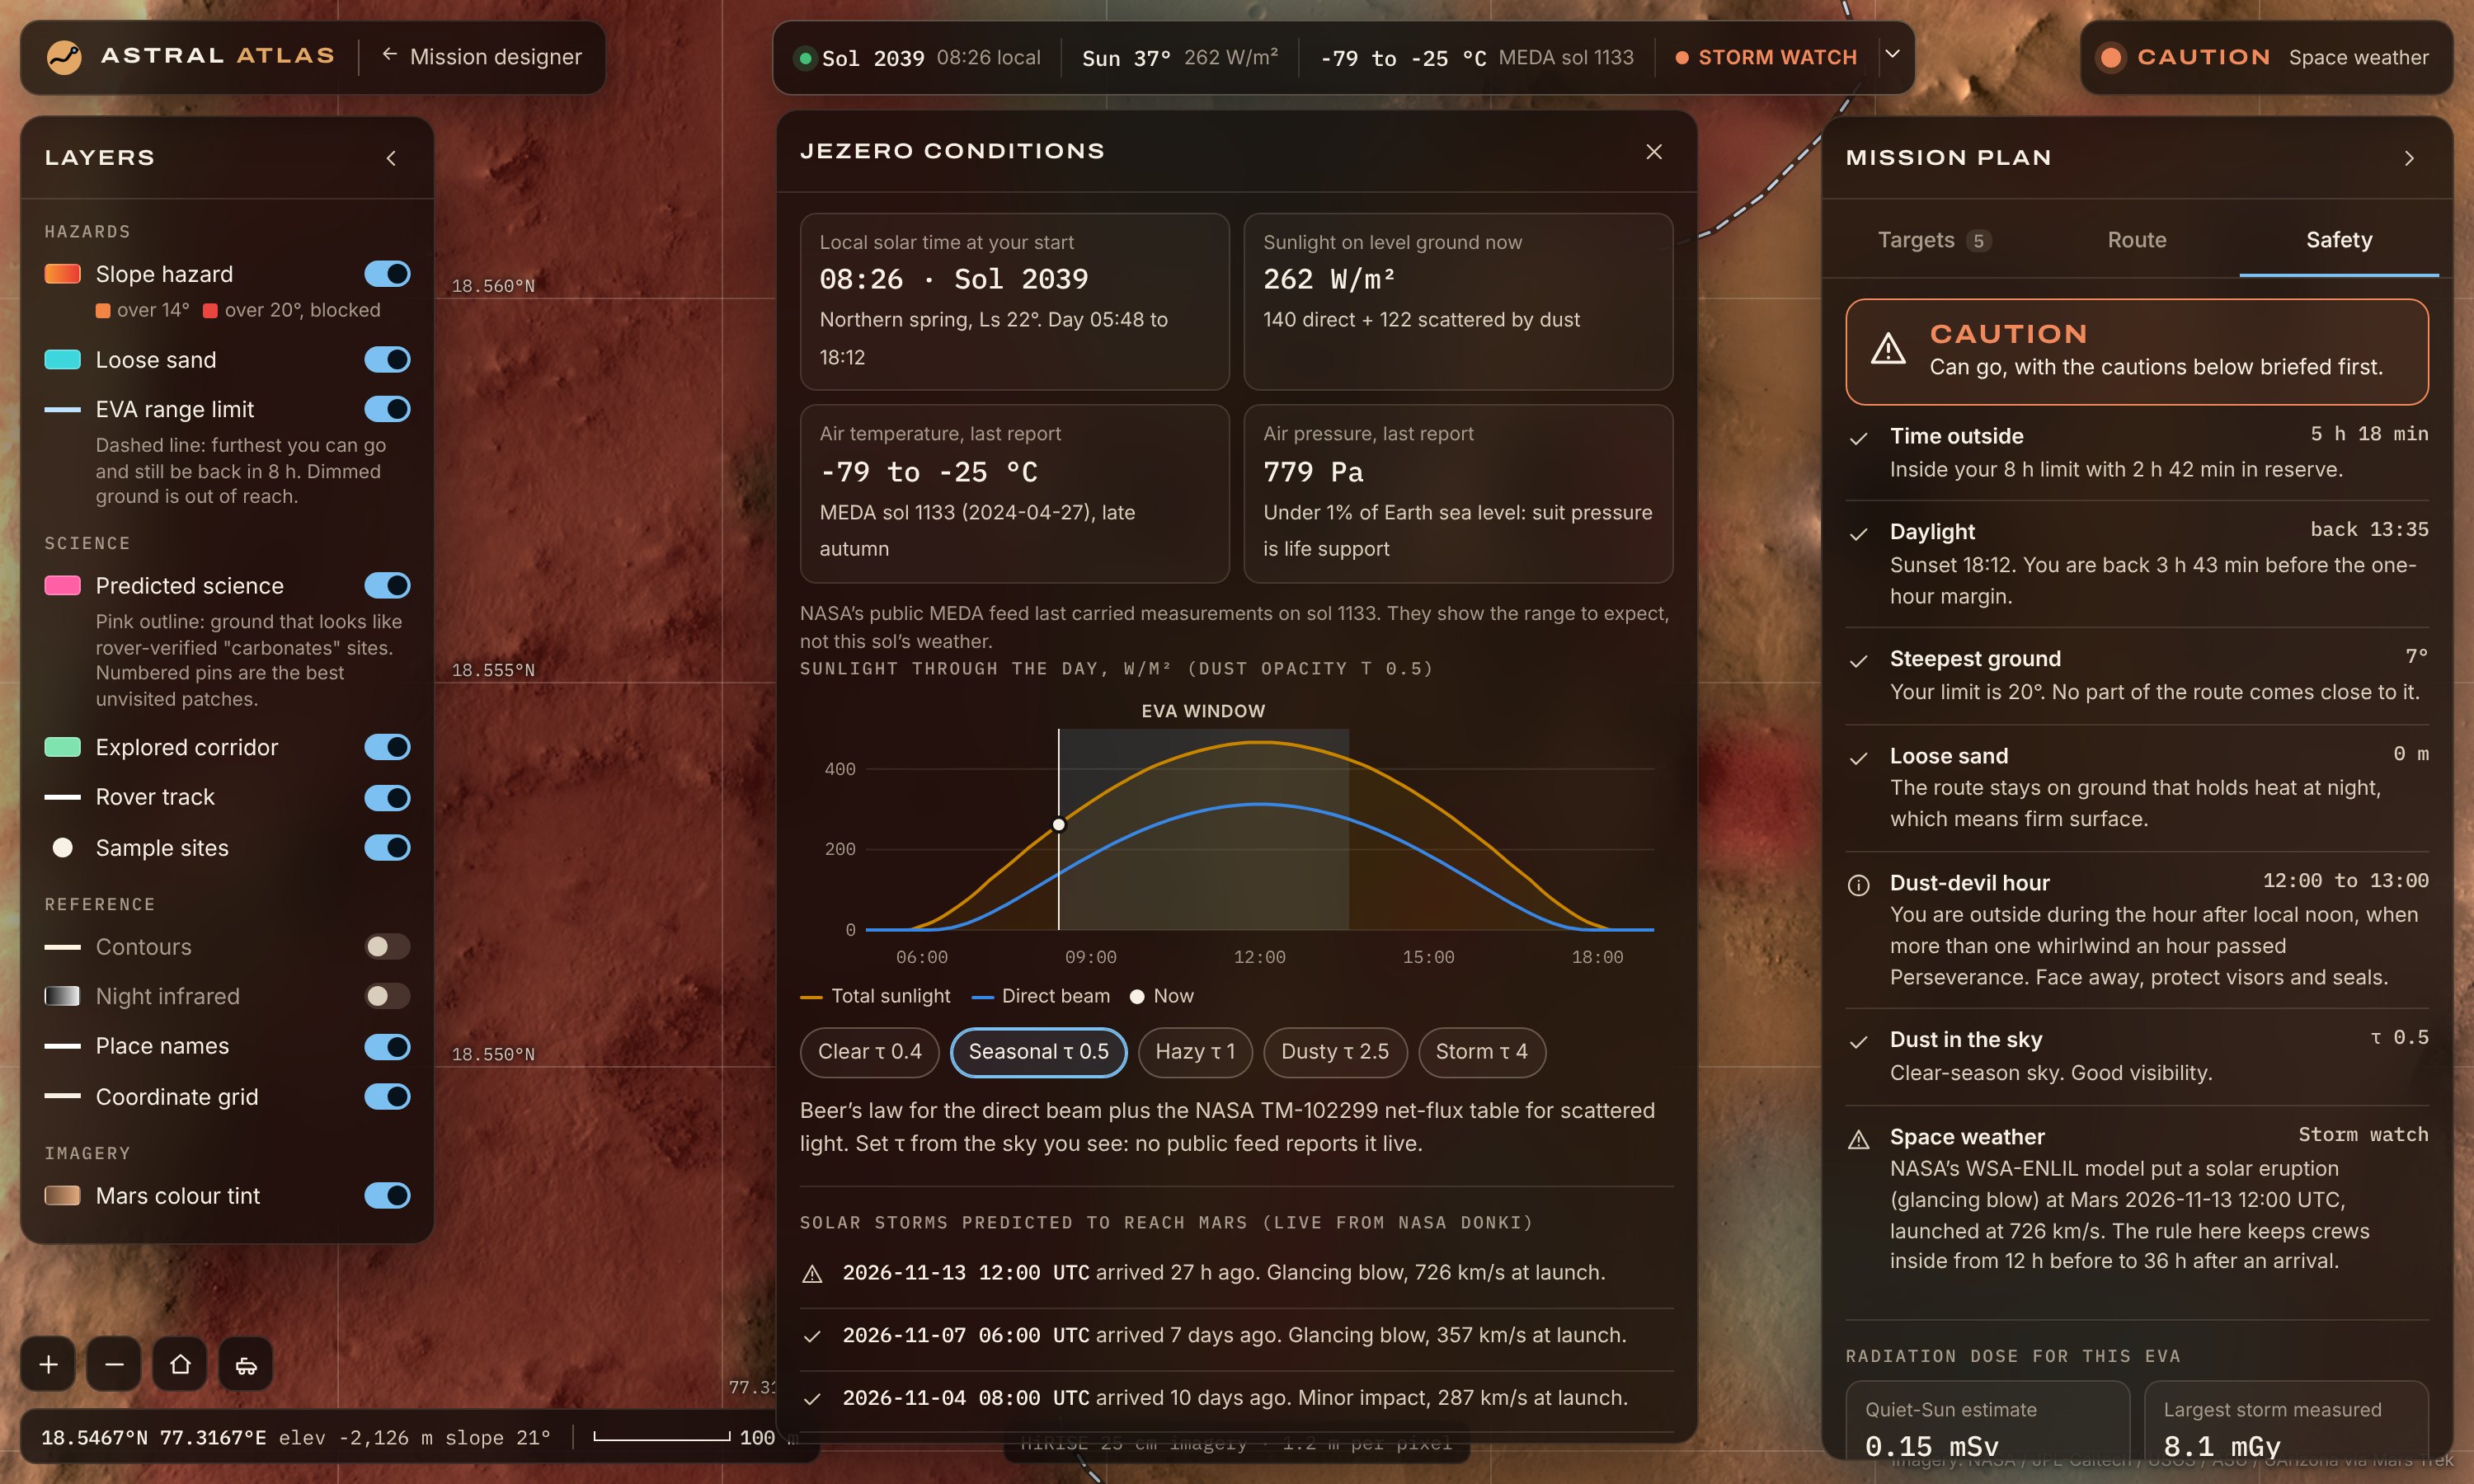 ASTRAL ATLAS
← Mission designer
Sol 2039 08:26 local
Sun 37° 262 W/m²
-79 to -25 °C MEDA sol 1133
STORM WATCH
CAUTION Space weather
LAYERS
HAZARDS
Slope hazard
over 14° over 20°, blocked
Loose sand
EVA range limit
Dashed line: furthest you can go
and still be back in 8 h. Dimmed
ground is out of reach.
SCIENCE
Predicted science
Pink outline: ground that looks like
rover-verified "carbonates" sites.
Numbered pins are the best
unvisited patches.
Explored corridor
Rover track
Sample sites
REFERENCE
Contours
Night infrared
Place names
Coordinate grid
IMAGERY
Mars colour tint
18.560°N
18.555°N
18.550°N
77.31
18.5467°N 77.3167°E elev -2,126 m slope 21°
100 m
JEZERO CONDITIONS
Local solar time at your start
08:26 · Sol 2039
Northern spring, Ls 22°. Day 05:48 to
18:12
Sunlight on level ground now
262 W/m²
140 direct + 122 scattered by dust
Air temperature, last report
-79 to -25 °C
MEDA sol 1133 (2024-04-27), late
autumn
Air pressure, last report
779 Pa
Under 1% of Earth sea level: suit pressure
is life support
NASA's public MEDA feed last carried measurements on sol 1133. They show the range to expect,
not this sol's weather.
SUNLIGHT THROUGH THE DAY, W/M² (DUST OPACITY Τ 0.5)
EVA WINDOW
400
200
0
06:00 09:00 12:00 15:00 18:00
Total sunlight Direct beam Now
Clear τ 0.4 Seasonal τ 0.5 Hazy τ 1 Dusty τ 2.5 Storm τ 4
Beer's law for the direct beam plus the NASA TM-102299 net-flux table for scattered
light. Set τ from the sky you see: no public feed reports it live.
SOLAR STORMS PREDICTED TO REACH MARS (LIVE FROM NASA DONKI)
2026-11-13 12:00 UTC arrived 27 h ago. Glancing blow, 726 km/s at launch.
2026-11-07 06:00 UTC arrived 7 days ago. Glancing blow, 357 km/s at launch.
2026-11-04 08:00 UTC arrived 10 days ago. Minor impact, 287 km/s at launch.
HiRISE 25 cm imagery · 1.2 m per pixel
MISSION PLAN
Targets 5 Route Safety
CAUTION
Can go, with the cautions below briefed first.
Time outside 5 h 18 min
Inside your 8 h limit with 2 h 42 min in reserve.
Daylight back 13:35
Sunset 18:12. You are back 3 h 43 min before the one-
hour margin.
Steepest ground 7°
Your limit is 20°. No part of the route comes close to it.
Loose sand 0 m
The route stays on ground that holds heat at night,
which means firm surface.
Dust-devil hour 12:00 to 13:00
You are outside during the hour after local noon, when
more than one whirlwind an hour passed
Perseverance. Face away, protect visors and seals.
Dust in the sky τ 0.5
Clear-season sky. Good visibility.
Space weather Storm watch
NASA's WSA-ENLIL model put a solar eruption
(glancing blow) at Mars 2026-11-13 12:00 UTC,
launched at 726 km/s. The rule here keeps crews
inside from 12 h before to 36 h after an arrival.
RADIATION DOSE FOR THIS EVA
Quiet-Sun estimate
0.15 mSv
Largest storm measured
8.1 mGy
Imagery: NASA / JPL-Caltech / USGS / ASU / UArizona via Mars Trek